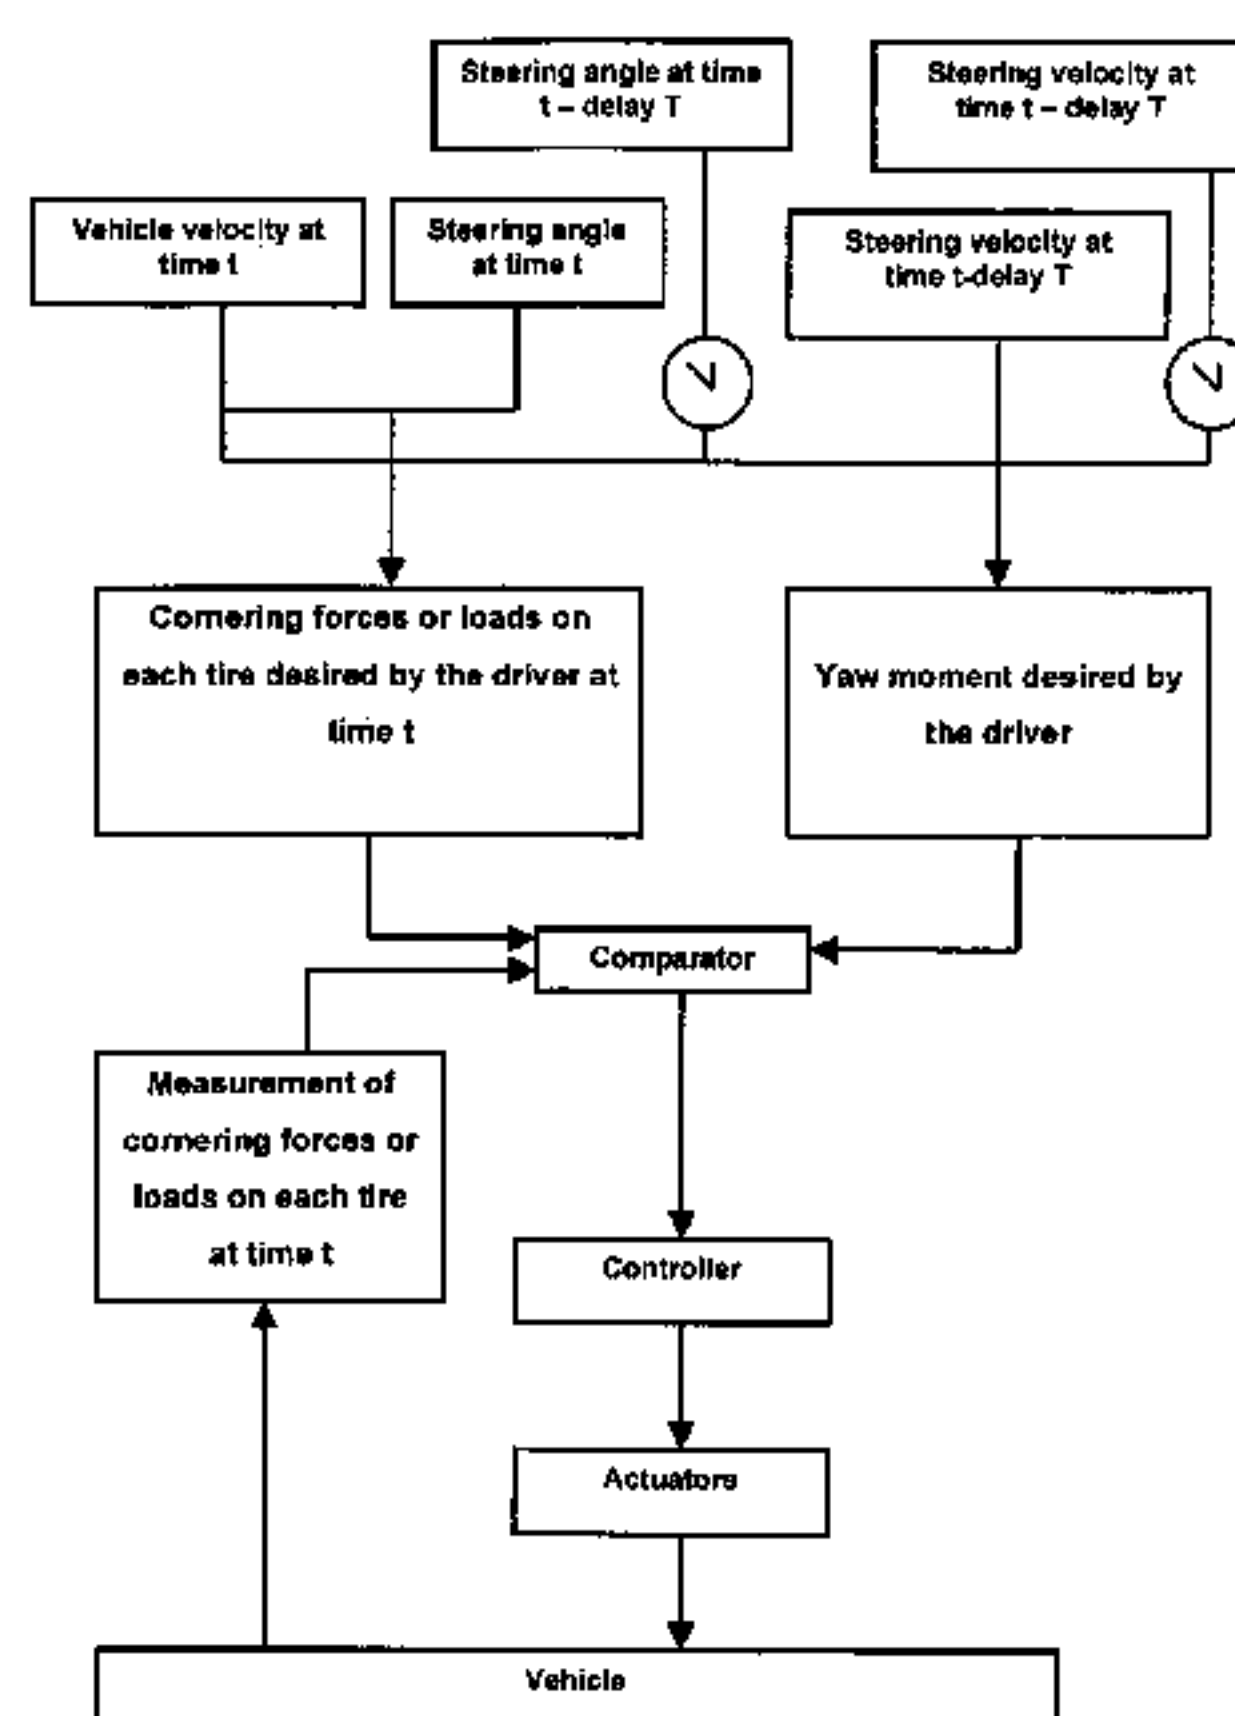 Steering angle at time
t – delay T
Steering velocity at
time t – delay T
Vehicle velocity at
time t
Steering angle
at time t
Steering velocity at
time t-delay T
V
V
Cornering forces or loads on
each tire desired by the driver at
time t
Yaw moment desired by
the driver
Comparator
Measurement of
cornering forces or
loads on each tire
at time t
Controller
Actuators
Vehicle